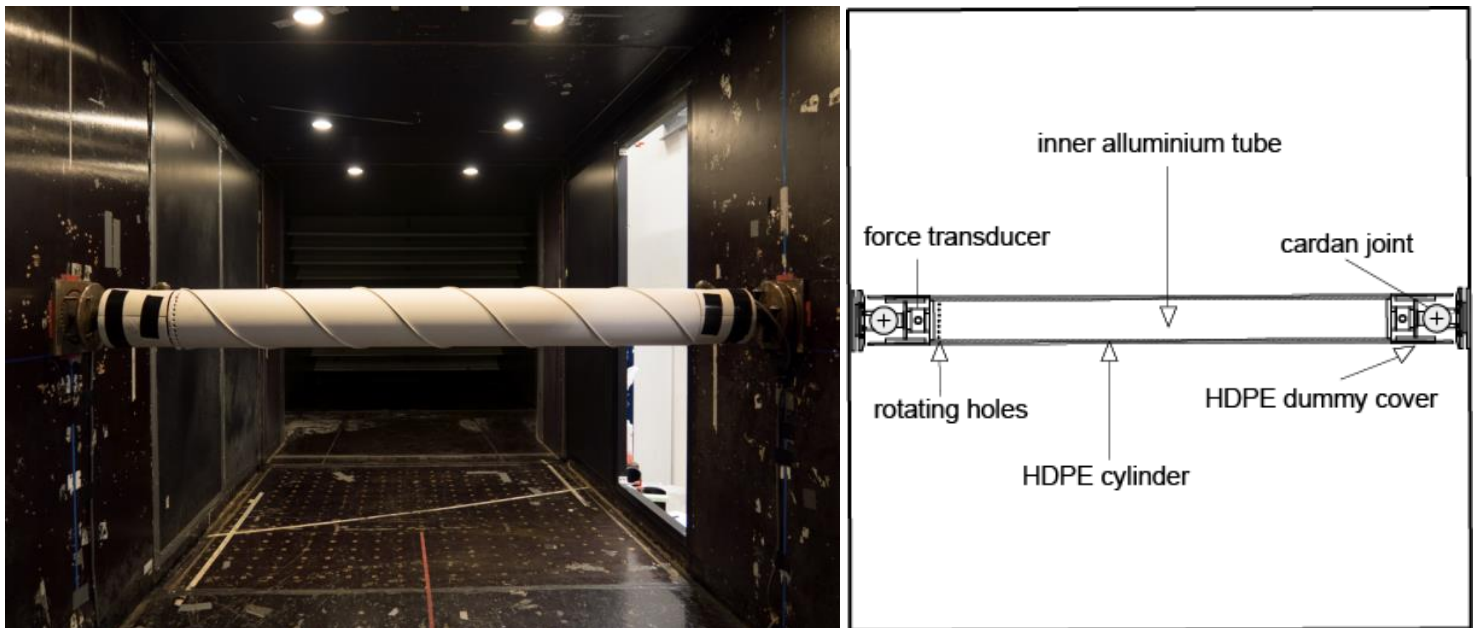 inner alluminium tube
force transducer
cardan joint
rotating holes
HDPE dummy cover
HDPE cylinder